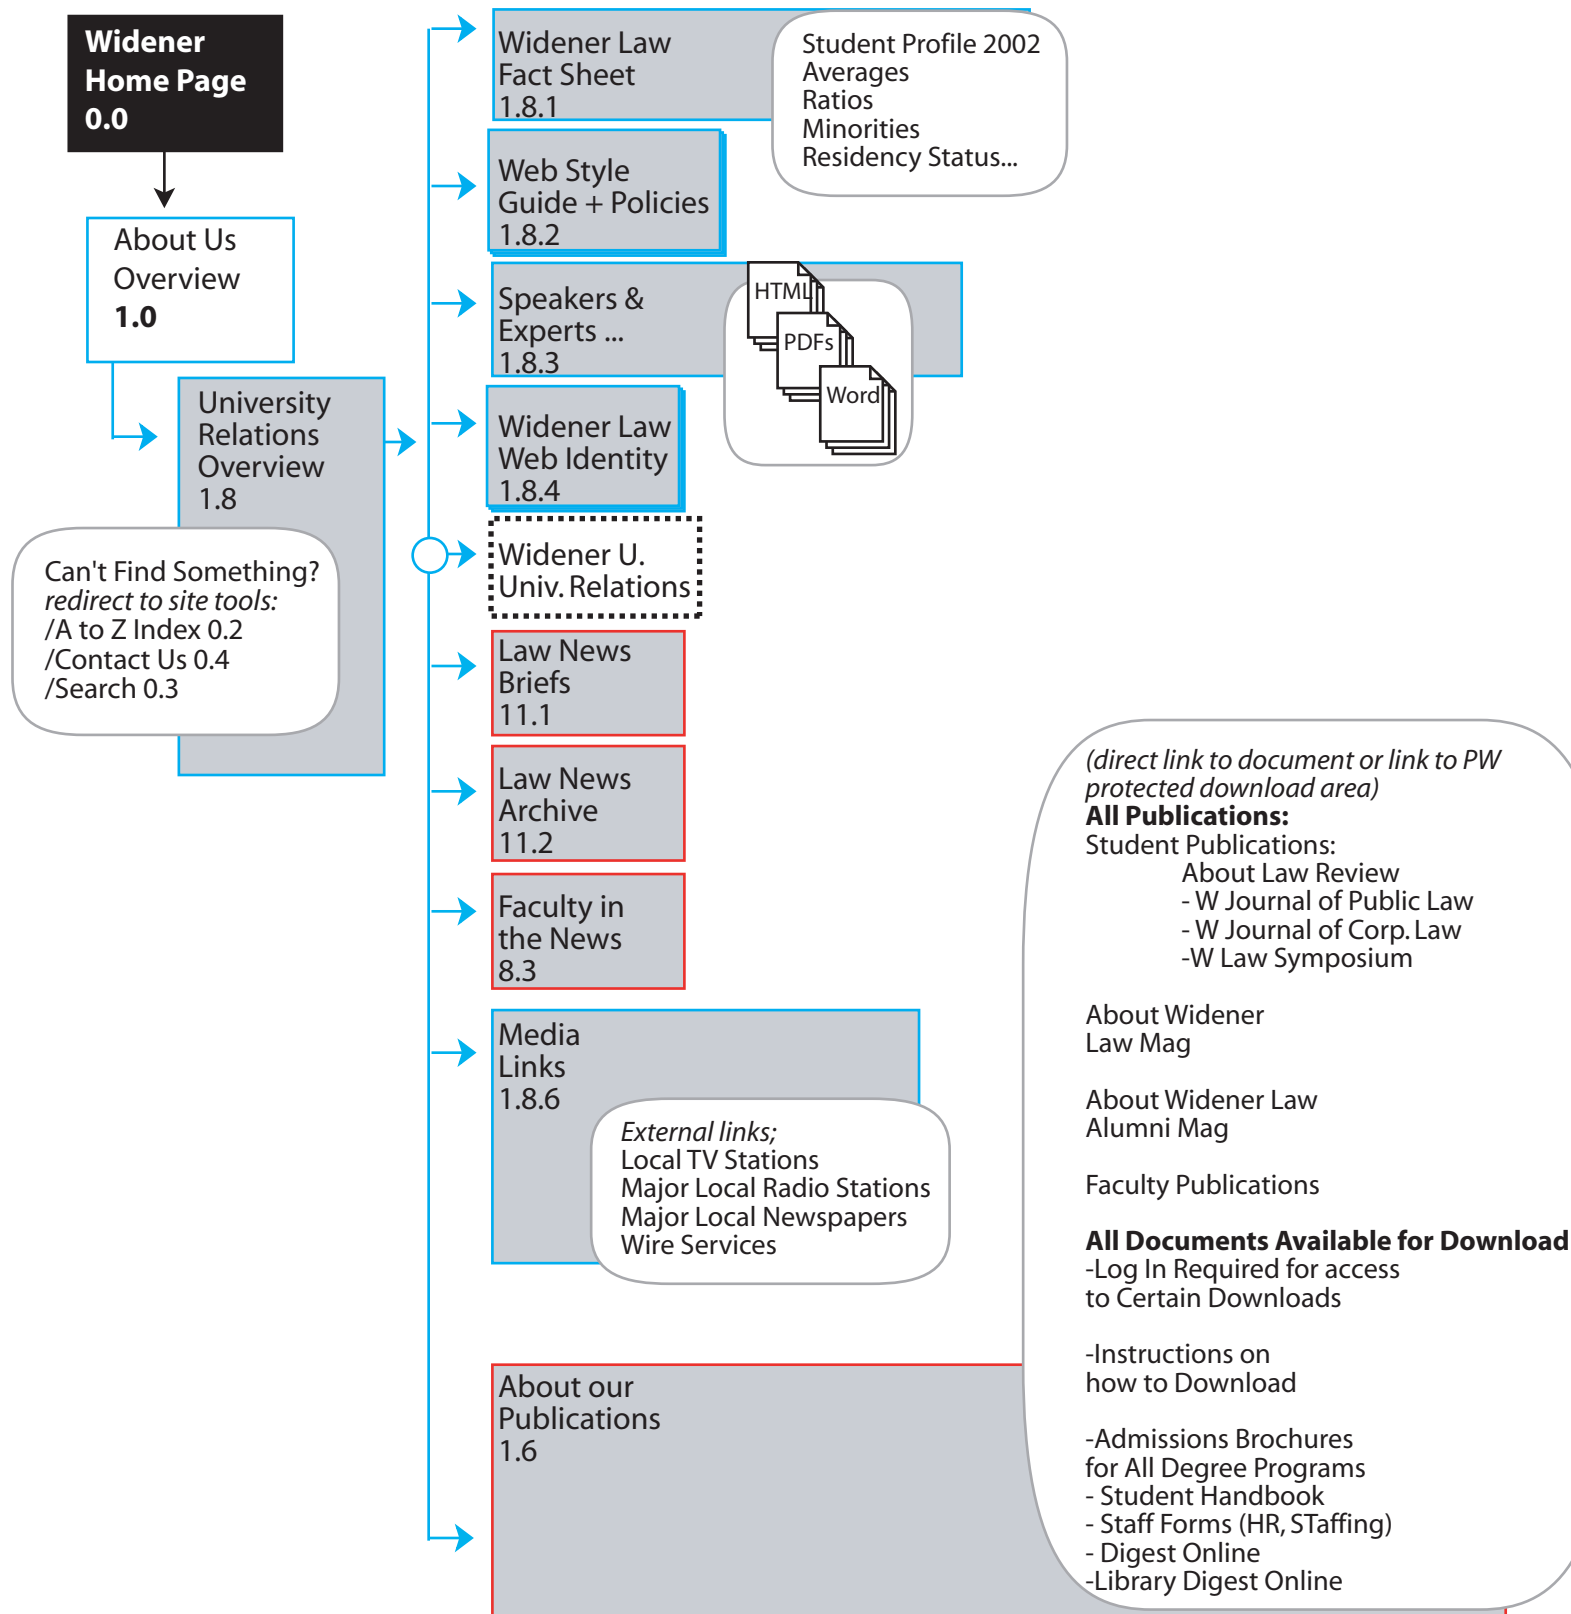 Widener
Home Page
0.0
About Us
Overview
1.0
University
Relations
Overview
1.8
Can't Find Something?
redirect to site tools:
/A to Z Index 0.2
/Contact Us 0.4
/Search 0.3
Widener Law
Fact Sheet
1.8.1
Student Profile 2002
Averages
Ratios
Minorities
Residency Status...
Web Style
Guide + Policies
1.8.2
Speakers &
Experts ...
1.8.3
HTML
PDFs
Word
Widener Law
Web Identity
1.8.4
Widener U.
Univ. Relations
Law News
Briefs
11.1
Law News
Archive
11.2
Faculty in
the News
8.3
Media
Links
1.8.6
External links;
Local TV Stations
Major Local Radio Stations
Major Local Newspapers
Wire Services
About our
Publications
1.6
(direct link to document or link to PW
protected download area)
All Publications:
Student Publications:
About Law Review
- W Journal of Public Law
- W Journal of Corp. Law
-W Law Symposium
About Widener
Law Mag
About Widener Law
Alumni Mag
Faculty Publications
All Documents Available for Download
-Log In Required for access
to Certain Downloads
-Instructions on
how to Download
-Admissions Brochures
for All Degree Programs
- Student Handbook
- Staff Forms (HR, STaffing)
- Digest Online
-Library Digest Online